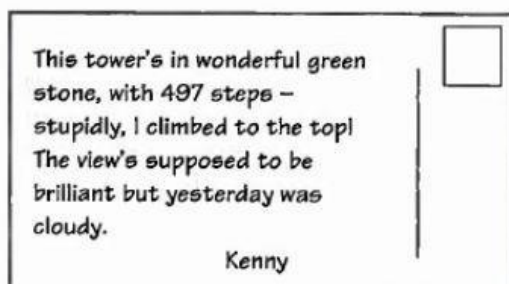 This tower's in wonderful green
stone, with 497 steps –
stupidly, I climbed to the top!
The view's supposed to be
brilliant but yesterday was
cloudy.
Kenny